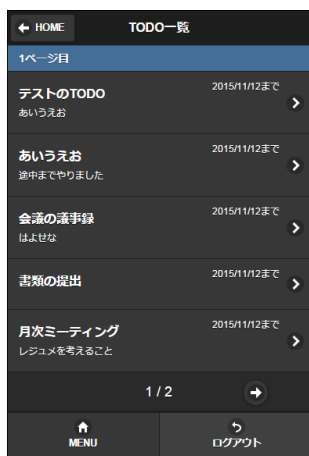 HOME
TODO一覧
1ページ目
テストのTODO
2015/11/12まで
あいうえお
あいうえお
2015/11/12まで
途中までやりました
会議の議事録
2015/11/12まで
はよせな
書類の提出
2015/11/12まで
月次ミーティング
2015/11/12まで
レジュメを考えること
1 / 2
MENU
ログアウト